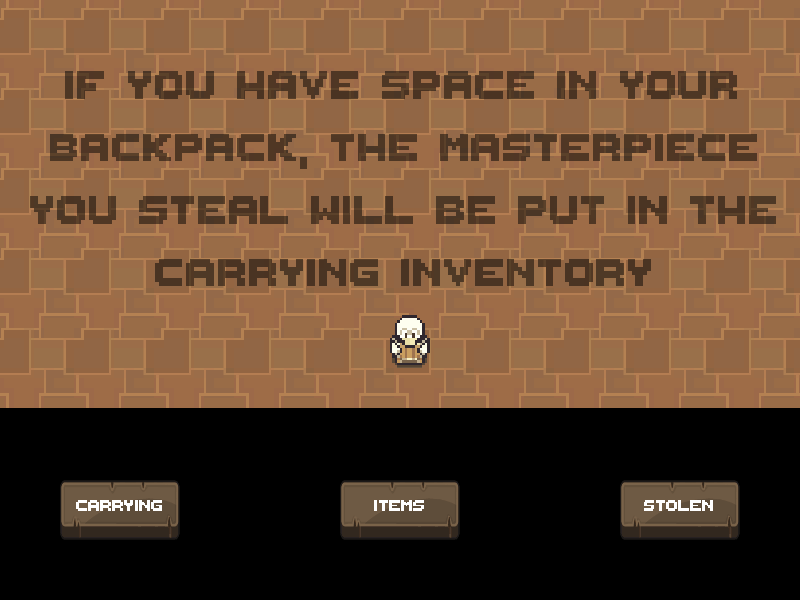 IF YOU HAVE SPACE IN YOUR
BACKPACK, THE MASTERPIECE
YOU STEAL WILL BE PUT IN THE
CARRYING INVENTORY
CARRYING
ITEMS
STOLEN